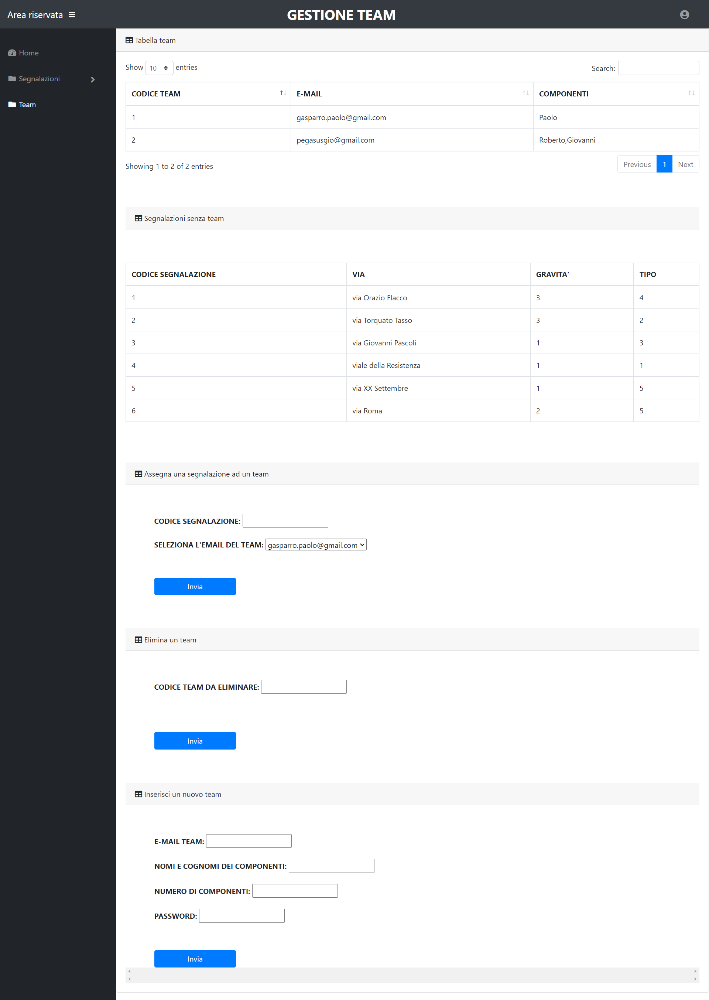 Area riservata
GESTIONE TEAM
Home
Segnalazioni
Team
Tabella team
Show 10 entries
Search:
CODICE TEAM E-MAIL COMPONENTI
1 gasparro.paolo@gmail.com Paolo
2 pegasusgio@gmail.com Roberto,Giovanni
Showing 1 to 2 of 2 entries
Previous 1 Next
Segnalazioni senza team
CODICE SEGNALAZIONE VIA GRAVITA' TIPO
1 via Orazio Flacco 3 4
2 via Torquato Tasso 3 2
3 via Giovanni Pascoli 1 3
4 viale della Resistenza 1 1
5 via XX Settembre 1 5
6 via Roma 2 5
Assegna una segnalazione ad un team
CODICE SEGNALAZIONE:
SELEZIONA L'EMAIL DEL TEAM: gasparro.paolo@gmail.com
Invia
Elimina un team
CODICE TEAM DA ELIMINARE:
Invia
Inserisci un nuovo team
E-MAIL TEAM:
NOMI E COGNOMI DEI COMPONENTI:
NUMERO DI COMPONENTI:
PASSWORD:
Invia